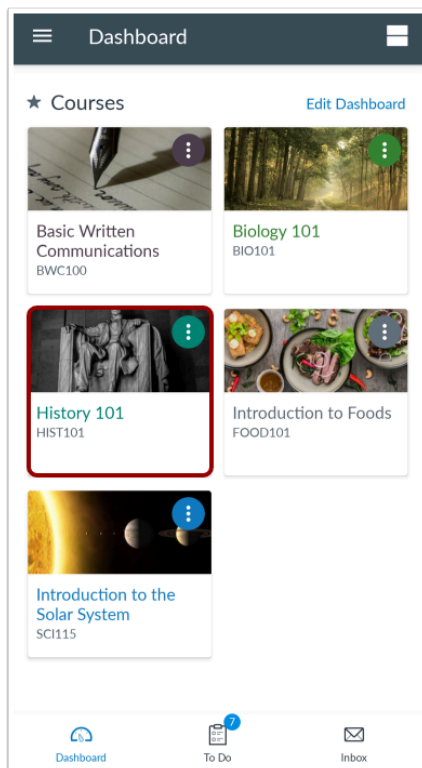 Dashboard
★ Courses
Edit Dashboard
Basic Written
Communications
BWC100
Biology 101
BIO101
History 101
HIST101
Introduction to Foods
FOOD101
Introduction to the
Solar System
SCI115
7
Dashboard
To Do
Inbox